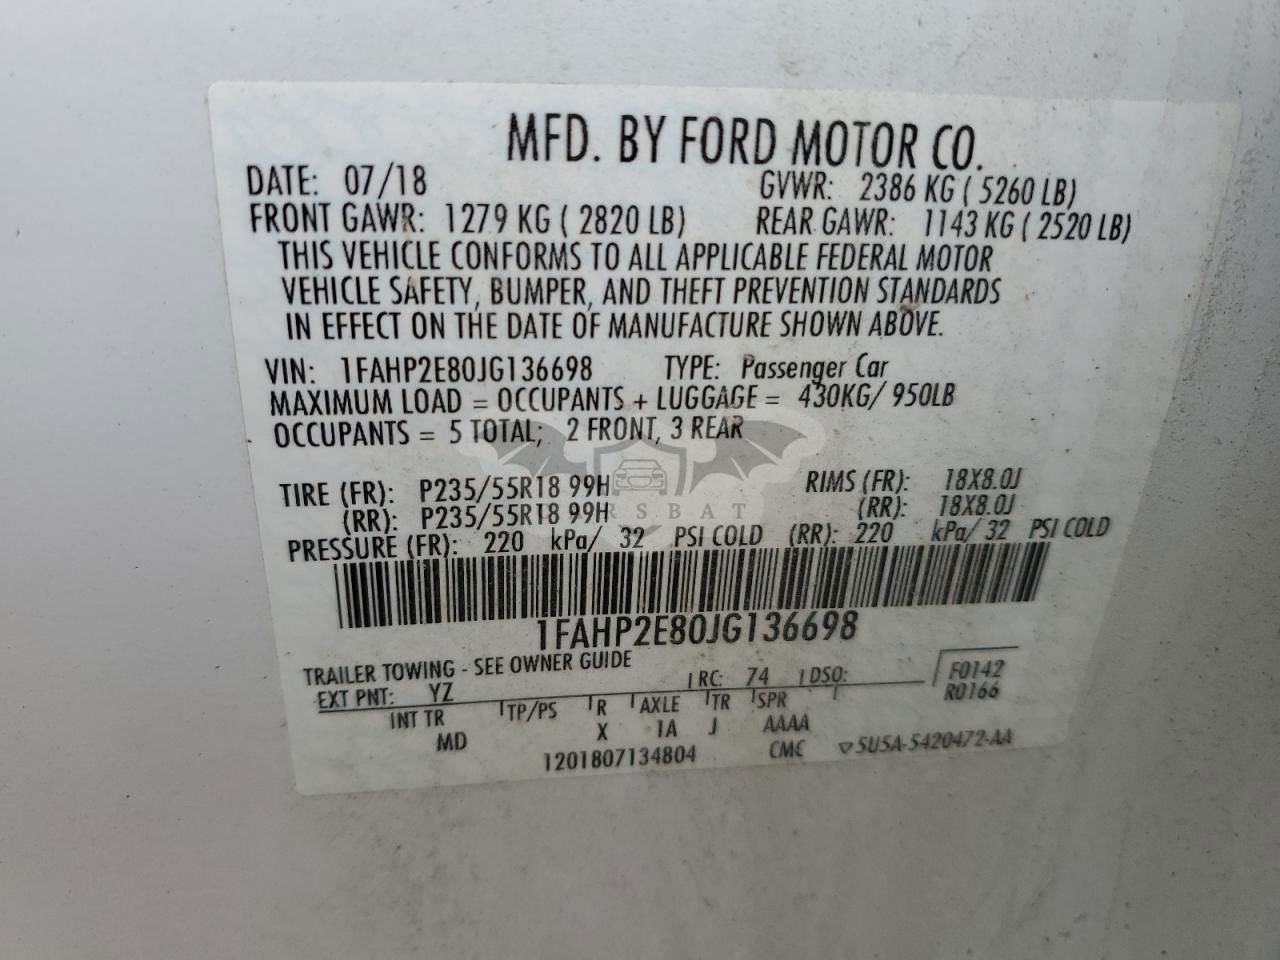 MFD. BY FORD MOTOR CO.
DATE: 07/18 GVWR: 2386 KG ( 5260 LB)
FRONT GAWR: 1279 KG ( 2820 LB) REAR GAWR: 1143 KG ( 2520 LB)
THIS VEHICLE CONFORMS TO ALL APPLICABLE FEDERAL MOTOR
VEHICLE SAFETY, BUMPER, AND THEFT PREVENTION STANDARDS
IN EFFECT ON THE DATE OF MANUFACTURE SHOWN ABOVE.
VIN: 1FAHP2E80JG136698 TYPE: Passenger Car
MAXIMUM LOAD = OCCUPANTS + LUGGAGE = 430KG/ 950LB
OCCUPANTS = 5 TOTAL; 2 FRONT, 3 REAR
TIRE (FR): P235/55R18 99H RIMS (FR): 18X8.0J
(RR): P235/55R18 99H (RR): 18X8.0J
PRESSURE (FR): 220 kPa/ 32 PSI COLD (RR): 220 kPa/ 32 PSI COLD
1FAHP2E80JG136698
TRAILER TOWING - SEE OWNER GUIDE
EXT PNT: YZ RC: 74 DSO: F0142
R0166
INT TR TP/PS R AXLE TR SPR
MD X 1A J AAAA
1201807134804 CMC ▽5U5A-5420472-AA